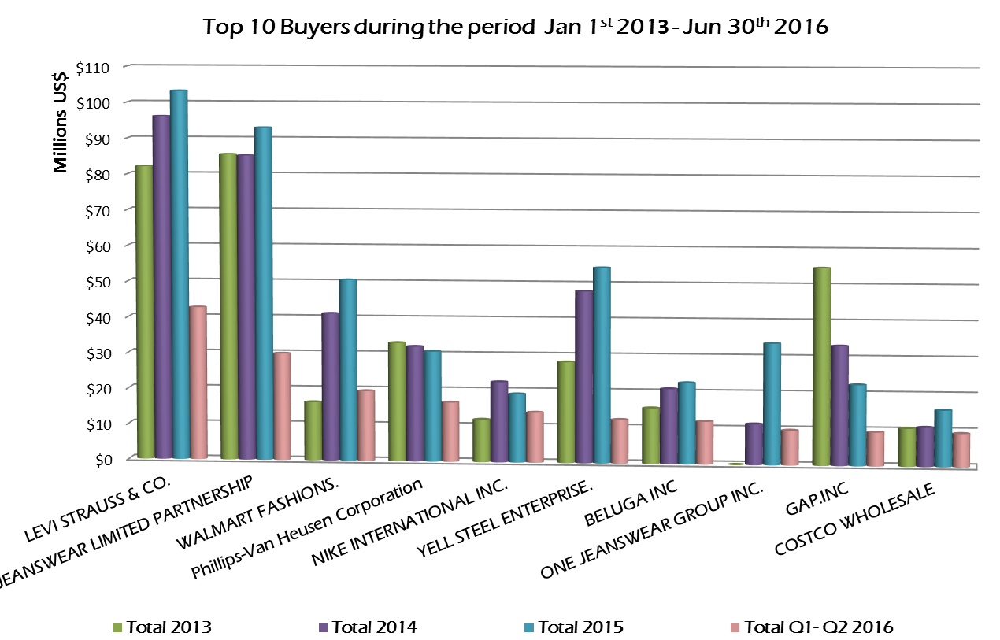 Top 10 Buyers during the period Jan 1st 2013 - Jun 30th 2016
Millions US$
$110
$100
$90
$80
$70
$60
$50
$40
$30
$20
$10
$0
LEVI STRAUSS & CO.
JEANSWEAR LIMITED PARTNERSHIP
WALMART FASHIONS.
Phillips-Van Heusen Corporation
NIKE INTERNATIONAL INC.
YELL STEEL ENTERPRISE.
BELUGA INC
ONE JEANSWEAR GROUP INC.
GAP.INC
COSTCO WHOLESALE
Total 2013
Total 2014
Total 2015
Total Q1- Q2 2016